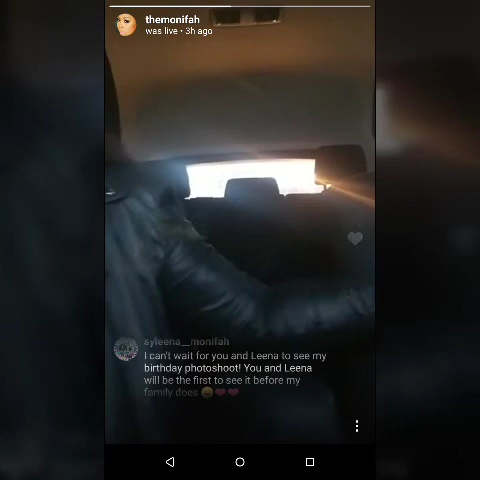 themonifah
was live • 3h ago
syleena__monifah
I can't wait for you and Leena to see my
birthday photoshoot! You and Leena
will be the first to see it before my
family does 😄❤❤